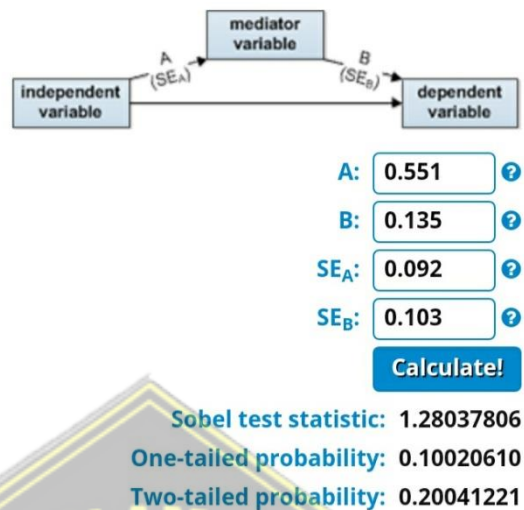 mediator
variable
A
(SEA)
B
(SEB)
independent
variable
dependent
variable
A: 0.551 ?
B: 0.135 ?
SEA: 0.092 ?
SEB: 0.103 ?
Calculate!
Sobel test statistic: 1.28037806
One-tailed probability: 0.10020610
Two-tailed probability: 0.20041221